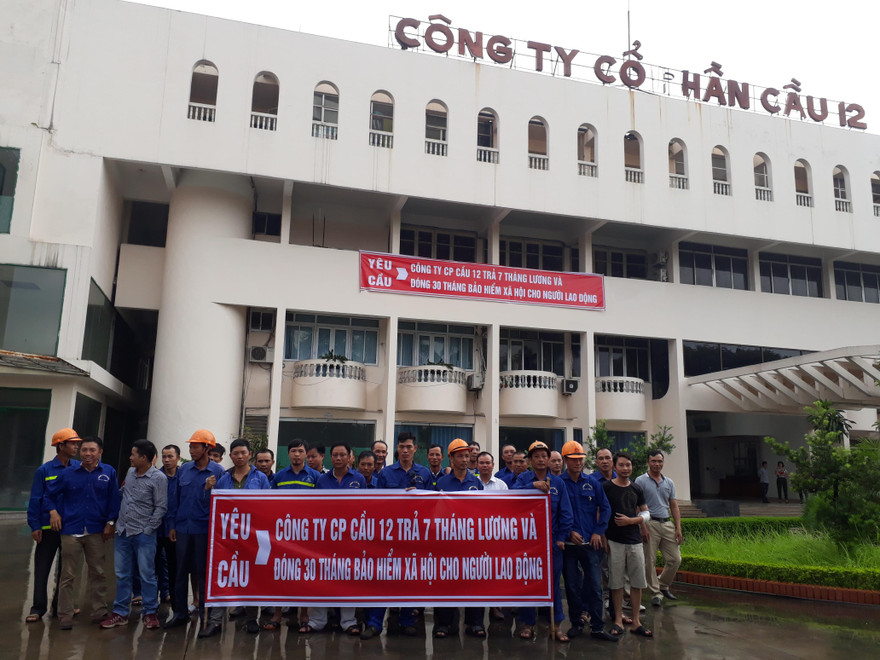 CÔNG TY CỔ HẦN CẦU 12
YÊU CẦU
CÔNG TY CP CẦU 12 TRẢ 7 THÁNG LƯƠNG VÀ
ĐÓNG 30 THÁNG BẢO HIỂM XÃ HỘI CHO NGƯỜI LAO ĐỘNG
YÊU CẦU
CÔNG TY CP CẦU 12 TRẢ 7 THÁNG LƯƠNG VÀ
ĐÓNG 30 THÁNG BẢO HIỂM XÃ HỘI CHO NGƯỜI LAO ĐỘNG